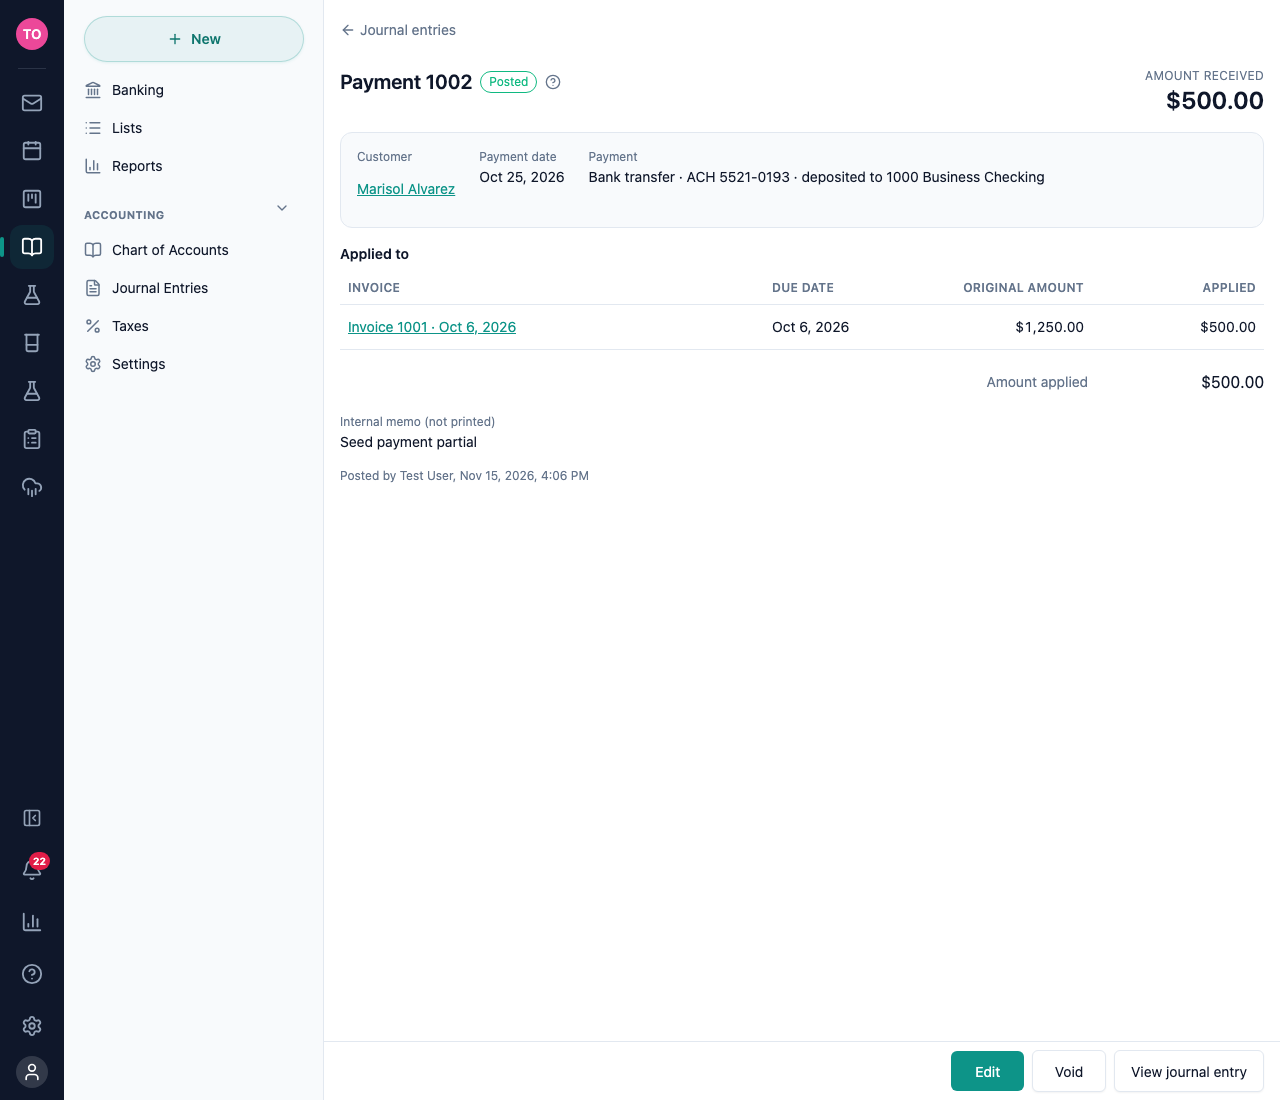 TO
22
New
Banking
Lists
Reports
ACCOUNTING
Chart of Accounts
Journal Entries
Taxes
Settings
Journal entries
Payment 1002 Posted
AMOUNT RECEIVED
$500.00
Customer
Marisol Alvarez
Payment date
Oct 25, 2026
Payment
Bank transfer · ACH 5521-0193 · deposited to 1000 Business Checking
Applied to
INVOICE DUE DATE ORIGINAL AMOUNT APPLIED
Invoice 1001 · Oct 6, 2026 Oct 6, 2026 $1,250.00 $500.00
Amount applied $500.00
Internal memo (not printed)
Seed payment partial
Posted by Test User, Nov 15, 2026, 4:06 PM
Edit Void View journal entry